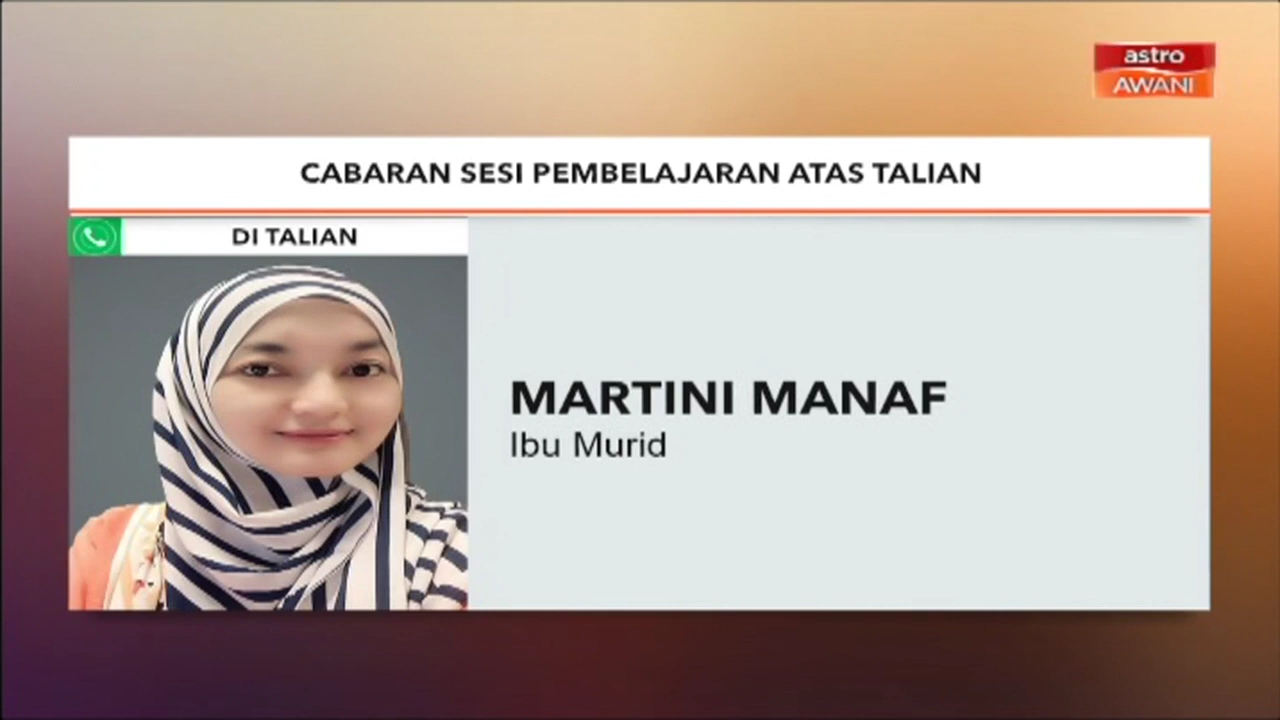 astro
AWANI
CABARAN SESI PEMBELAJARAN ATAS TALIAN
DI TALIAN
MARTINI MANAF
Ibu Murid